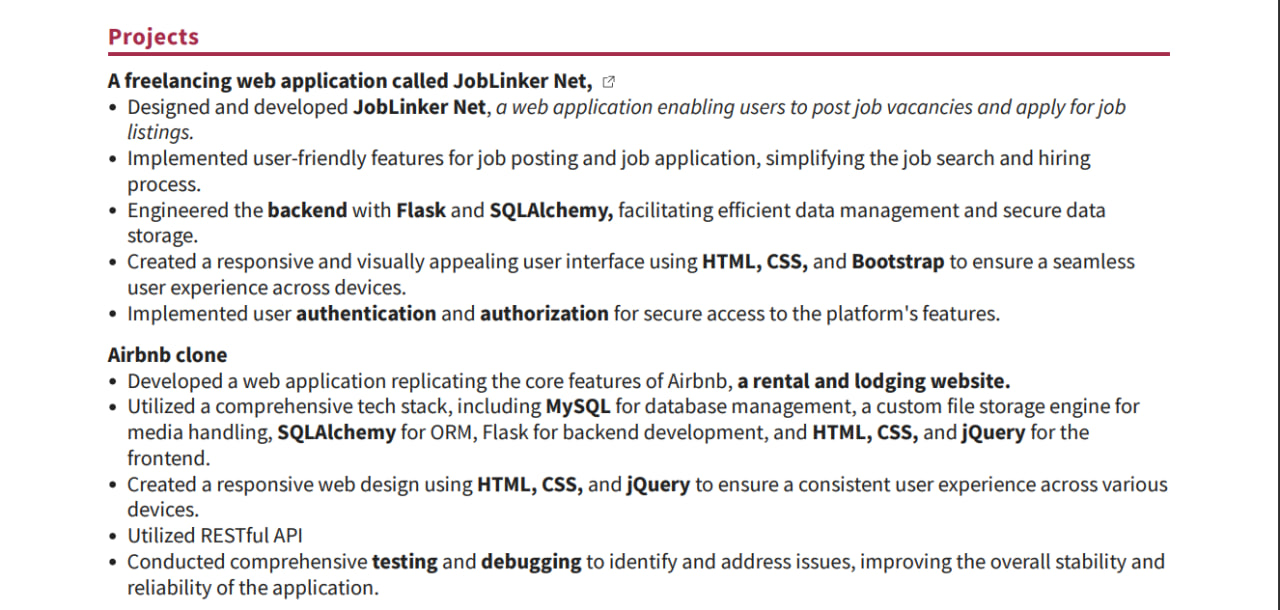 Projects
A freelancing web application called JobLinker Net,
• Designed and developed JobLinker Net, a web application enabling users to post job vacancies and apply for job
listings.
• Implemented user-friendly features for job posting and job application, simplifying the job search and hiring
process.
• Engineered the backend with Flask and SQLAlchemy, facilitating efficient data management and secure data
storage.
• Created a responsive and visually appealing user interface using HTML, CSS, and Bootstrap to ensure a seamless
user experience across devices.
• Implemented user authentication and authorization for secure access to the platform's features.
Airbnb clone
• Developed a web application replicating the core features of Airbnb, a rental and lodging website.
• Utilized a comprehensive tech stack, including MySQL for database management, a custom file storage engine for
media handling, SQLAlchemy for ORM, Flask for backend development, and HTML, CSS, and jQuery for the
frontend.
• Created a responsive web design using HTML, CSS, and jQuery to ensure a consistent user experience across various
devices.
• Utilized RESTful API
• Conducted comprehensive testing and debugging to identify and address issues, improving the overall stability and
reliability of the application.